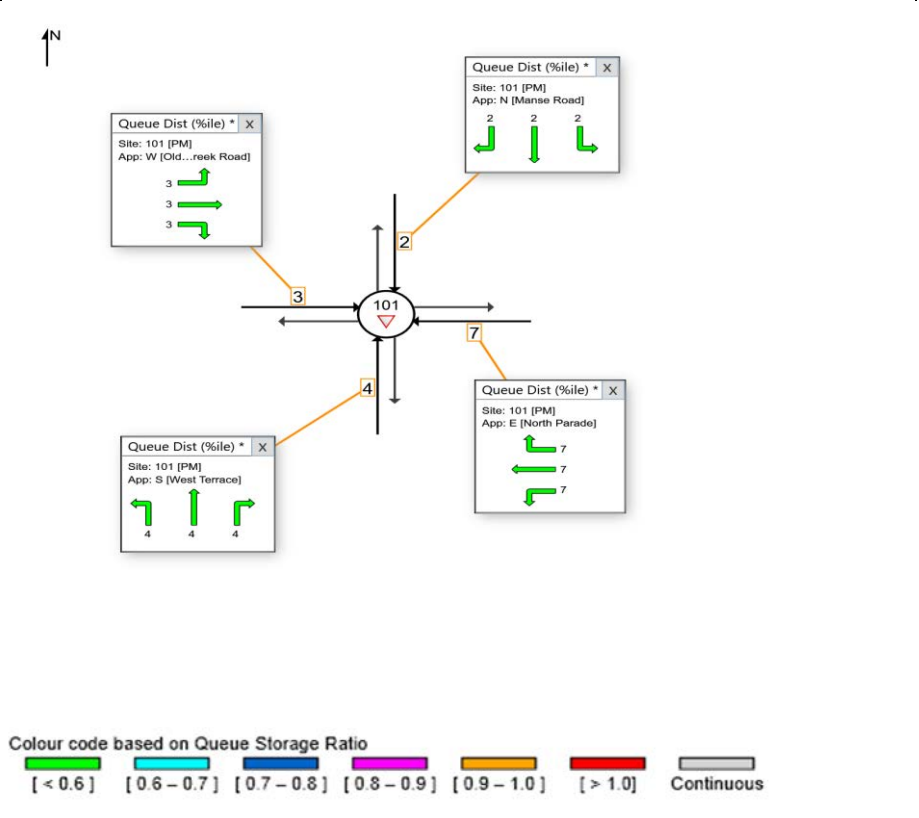 N
Queue Dist (%ile) * X
Site: 101 [PM]
App: N [Manse Road]
2 2 2
Queue Dist (%ile) * X
Site: 101 [PM]
App: W [Old...reek Road]
3
3
3
2
3
101
7
4
Queue Dist (%ile) * X
Site: 101 [PM]
App: E [North Parade]
7
7
7
Queue Dist (%ile) * X
Site: 101 [PM]
App: S [West Terrace]
4 4 4
Colour code based on Queue Storage Ratio
[ < 0.6 ] [ 0.6 – 0.7 ] [ 0.7 – 0.8 ] [ 0.8 – 0.9 ] [ 0.9 – 1.0 ] [ > 1.0] Continuous